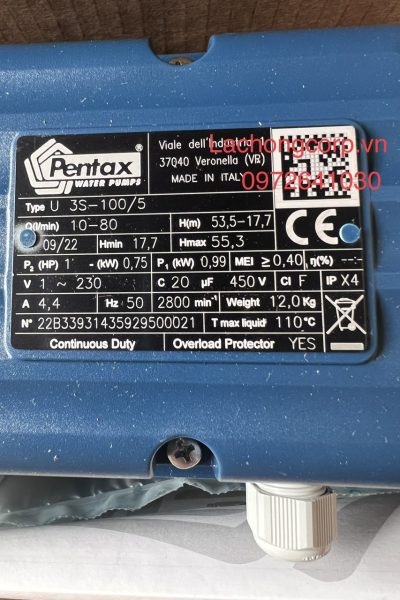 Lachongcorp.vn
0972641030
Pentax
WATER PUMPS
Viale dell'Industria
37040 Veronella (VR)
MADE IN ITALY
TYPE U 3S-100/5
Q(l/min) 10-80 H(m) 53,5-17,7
09/22 Hmin 17,7 Hmax 55,3
P₂ (HP) 1 - (kW) 0,75 P₁ (kW) 0,99 MEI ≥ 0,40 η(%) --.-
V 1 ~ 230 C 20 µF 450 V Cl F IP X4
A 4,4 Hz 50 2800 min⁻¹ Weight 12,0 Kg
N° 22B33931435929500021 T max liquid 110°C
Continuous Duty Overload Protector YES
CE